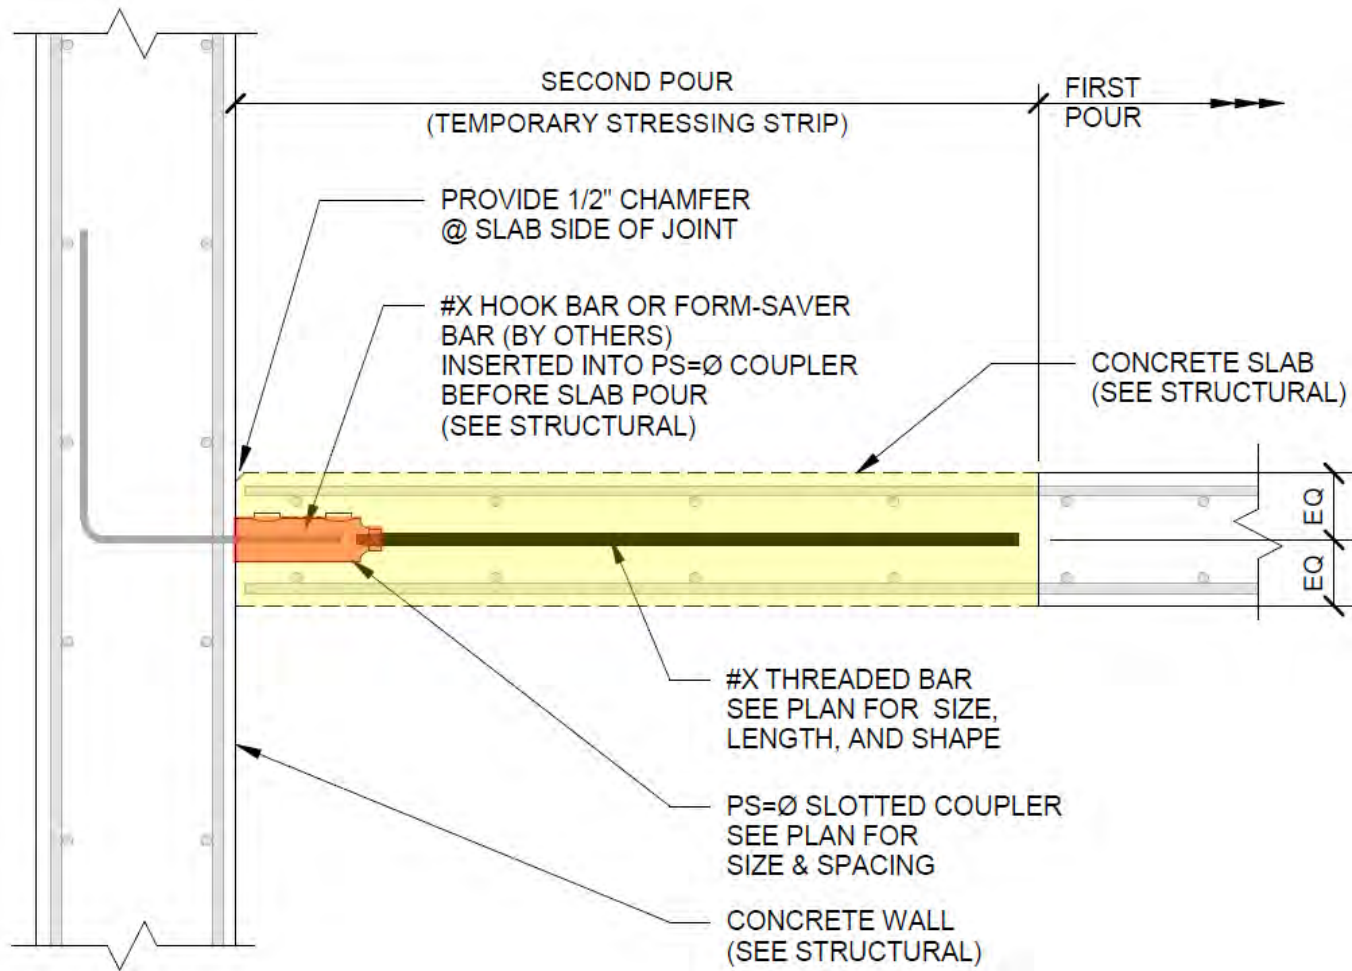 SECOND POUR
(TEMPORARY STRESSING STRIP)
FIRST
POUR
PROVIDE 1/2" CHAMFER
@ SLAB SIDE OF JOINT
#X HOOK BAR OR FORM-SAVER
BAR (BY OTHERS)
INSERTED INTO PS=Ø COUPLER
BEFORE SLAB POUR
(SEE STRUCTURAL)
CONCRETE SLAB
(SEE STRUCTURAL)
EQ
EQ
#X THREADED BAR
SEE PLAN FOR SIZE,
LENGTH, AND SHAPE
PS=Ø SLOTTED COUPLER
SEE PLAN FOR
SIZE & SPACING
CONCRETE WALL
(SEE STRUCTURAL)